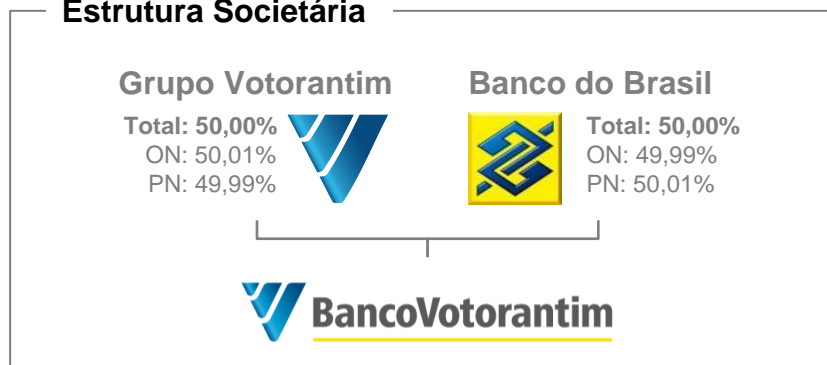 Estrutura Societária
Grupo Votorantim
Total: 50,00%
ON: 50,01%
PN: 49,99%
Banco do Brasil
Total: 50,00%
ON: 49,99%
PN: 50,01%
BancoVotorantim